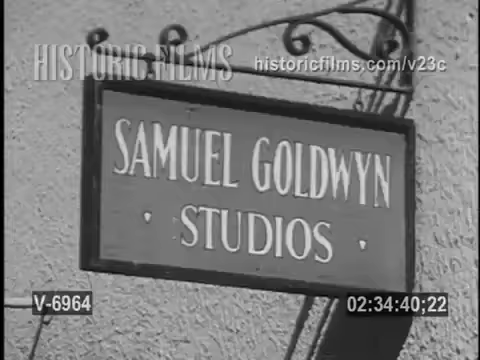 HISTORIC FILMS
historicfilms.com/v23c
SAMUEL GOLDWYN
STUDIOS
V-6964
02:34:40;22